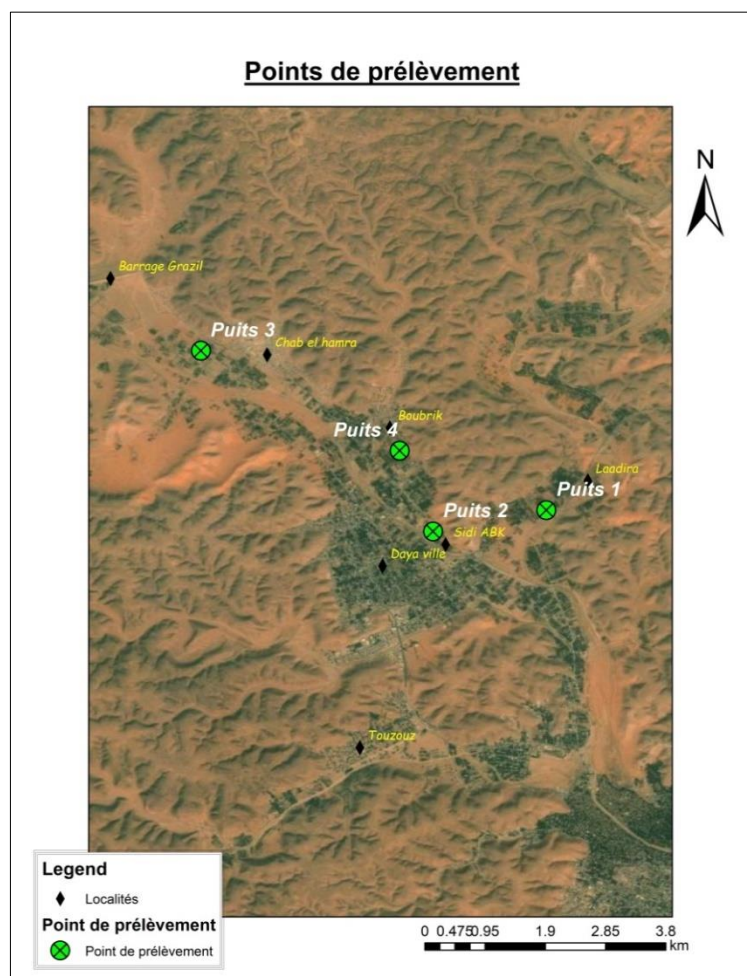 Points de prélèvement
N
Barrage Grazil
Puits 3
Chab el hamra
Boubrik
Puits 4
Laadira
Puits 1
Puits 2
Sidi ABK
Daya ville
Touzouz
Legend
Localités
Point de prélèvement
Point de prélèvement
0 0.475 0.95 1.9 2.85 3.8
km